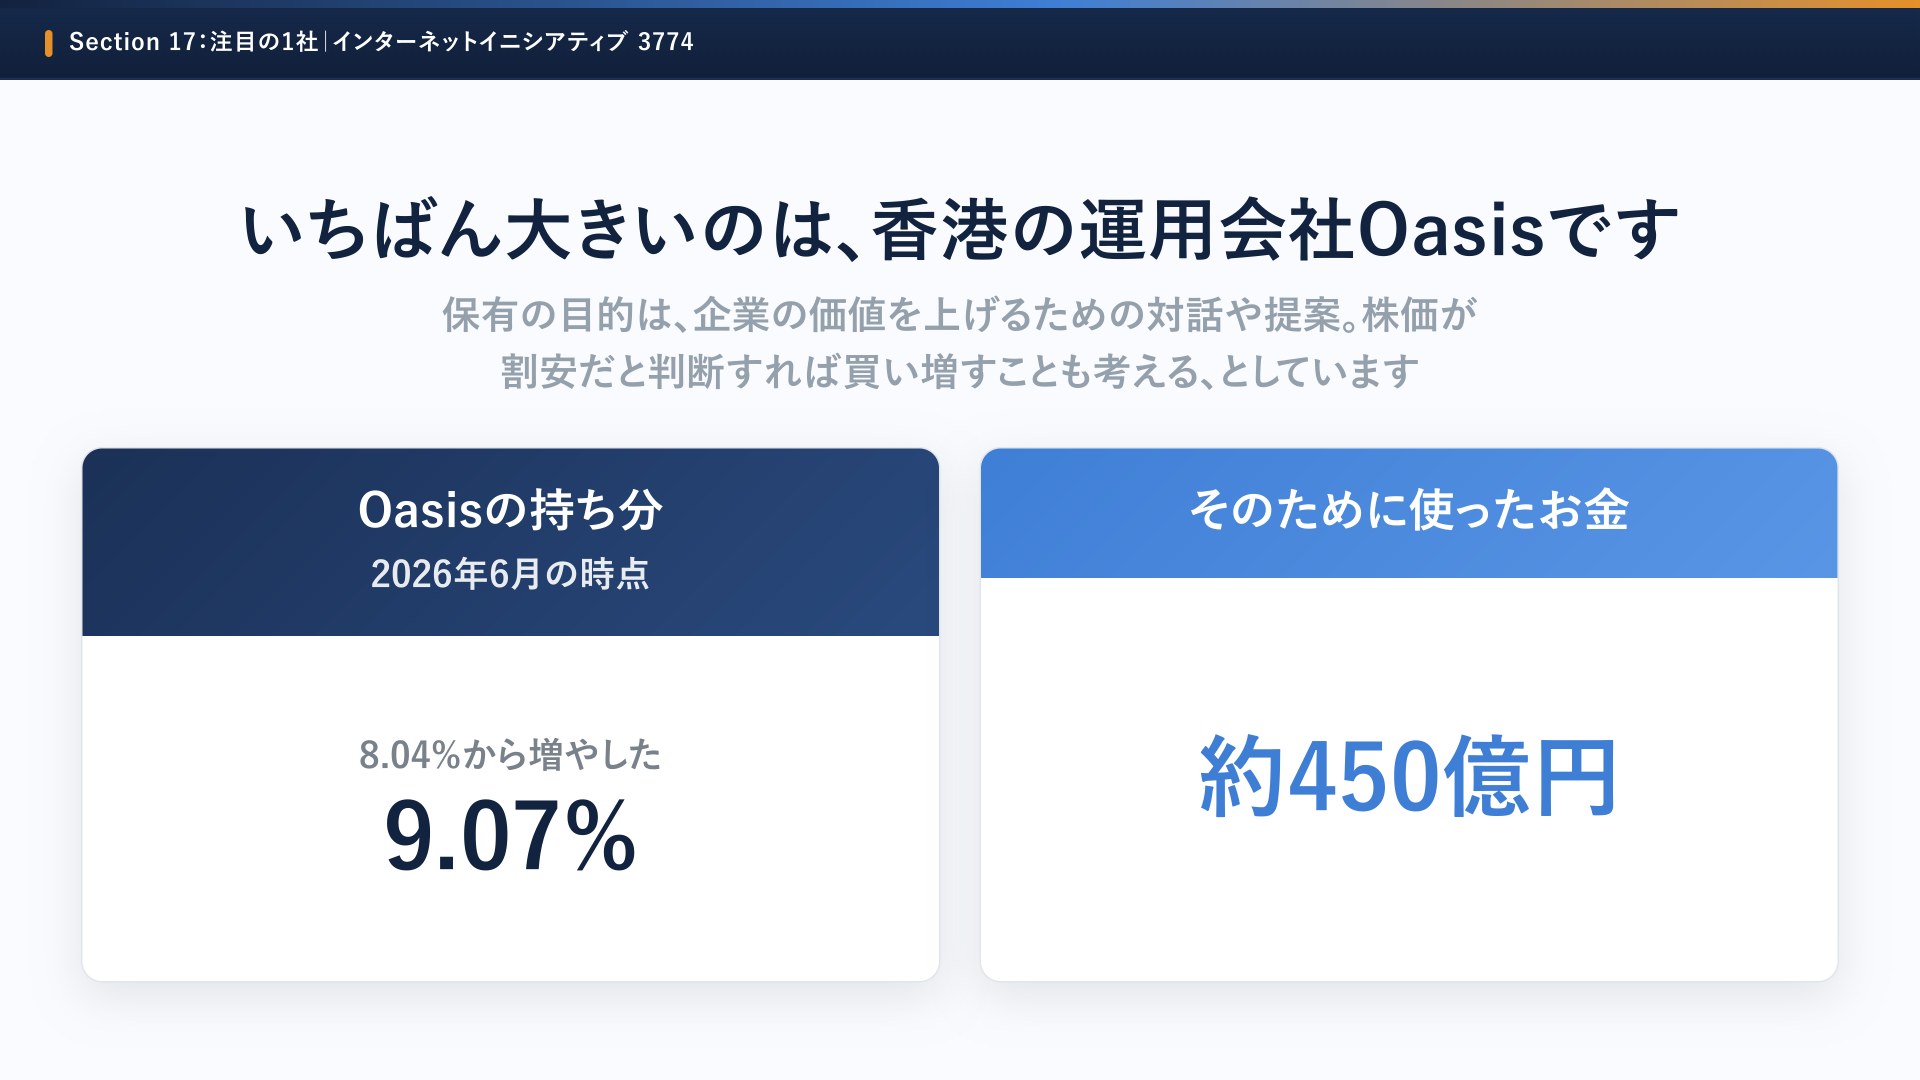 Section 17：注目の1社｜インターネットイニシアティブ 3774
いちばん大きいのは、香港の運用会社Oasisです
保有の目的は、企業の価値を上げるための対話や提案。株価が
割安だと判断すれば買い増すことも考える、としています
Oasisの持ち分
2026年6月の時点
8.04%から増やした
9.07%
そのために使ったお金
約450億円